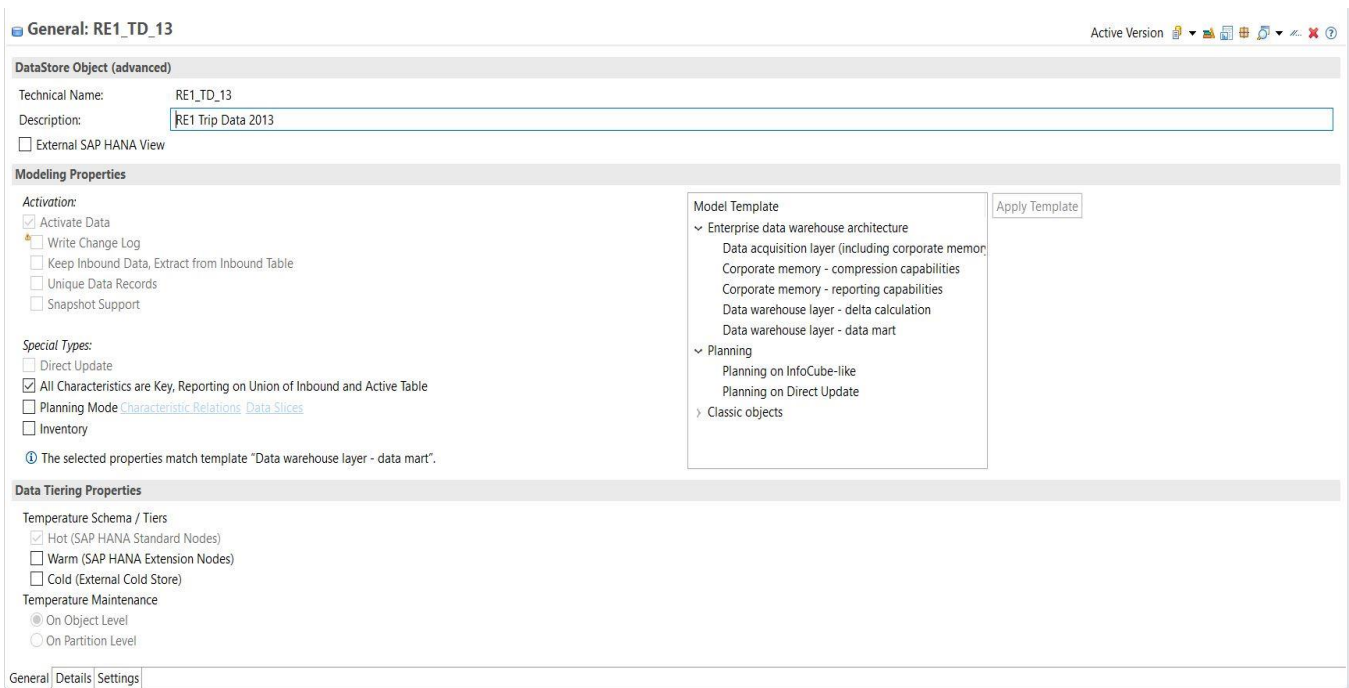 General: RE1_TD_13
Active Version
DataStore Object (advanced)
Technical Name: RE1_TD_13
Description: RE1 Trip Data 2013
External SAP HANA View
Modeling Properties
Activation:
Activate Data
Write Change Log
Keep Inbound Data, Extract from Inbound Table
Unique Data Records
Snapshot Support
Special Types:
Direct Update
All Characteristics are Key, Reporting on Union of Inbound and Active Table
Planning Mode Characteristic Relations Data Slices
Inventory
The selected properties match template "Data warehouse layer - data mart".
Model Template
Apply Template
Enterprise data warehouse architecture
Data acquisition layer (including corporate memor
Corporate memory - compression capabilities
Corporate memory - reporting capabilities
Data warehouse layer - delta calculation
Data warehouse layer - data mart
Planning
Planning on InfoCube-like
Planning on Direct Update
Classic objects
Data Tiering Properties
Temperature Schema / Tiers
Hot (SAP HANA Standard Nodes)
Warm (SAP HANA Extension Nodes)
Cold (External Cold Store)
Temperature Maintenance
On Object Level
On Partition Level
General Details Settings